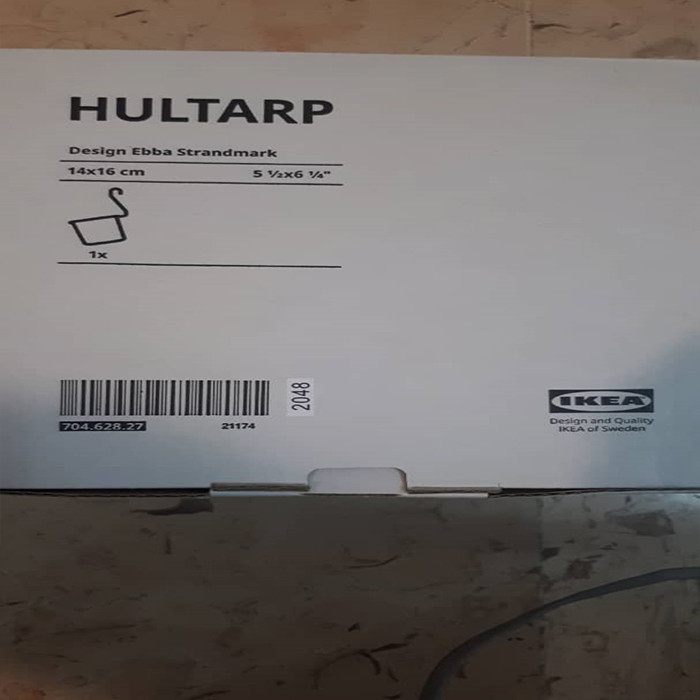 HULTARP
Design Ebba Strandmark
14x16 cm 5 ½x6 ¼"
1x
2048
704.628.27 21174
IKEA
Design and Quality
IKEA of Sweden